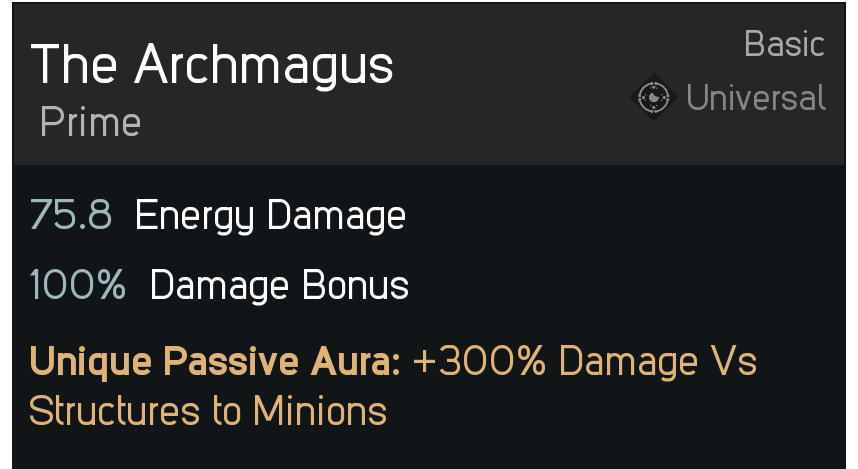 The Archmagus
Basic
Prime
Universal
75.8 Energy Damage
100% Damage Bonus
Unique Passive Aura: +300% Damage Vs
Structures to Minions